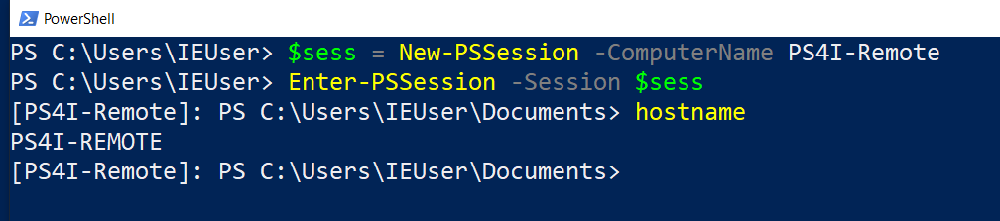 PowerShell
PS C:\Users\IEUser> $sess = New-PSSession -ComputerName PS4I-Remote
PS C:\Users\IEUser> Enter-PSSession -Session $sess
[PS4I-Remote]: PS C:\Users\IEUser\Documents> hostname
PS4I-REMOTE
[PS4I-Remote]: PS C:\Users\IEUser\Documents>